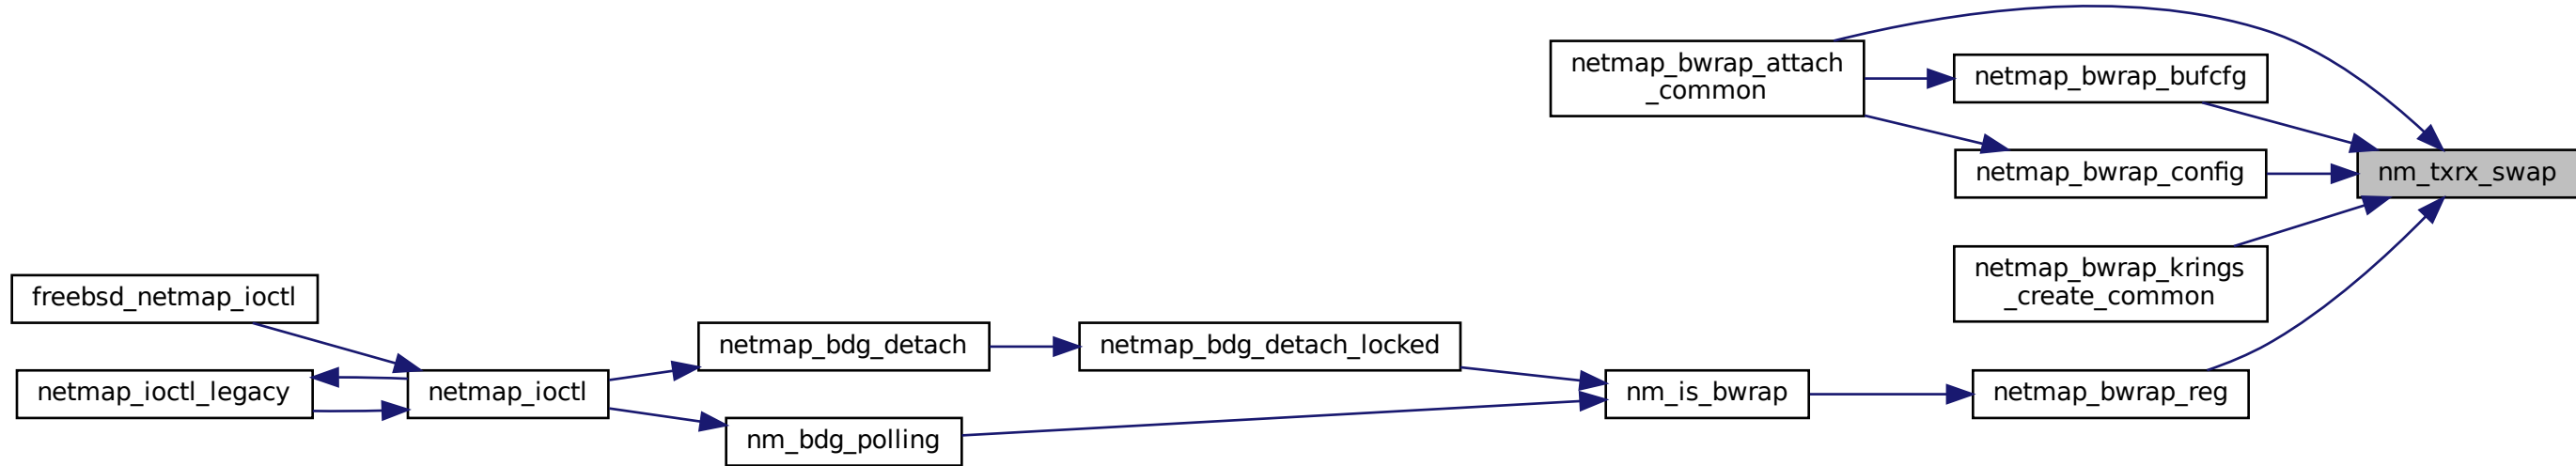 netmap_bwrap_attach
_common
netmap_bwrap_bufcfg
netmap_bwrap_config
nm_txrx_swap
netmap_bwrap_krings
_create_common
freebsd_netmap_ioctl
netmap_bdg_detach
netmap_bdg_detach_locked
netmap_ioctl_legacy
netmap_ioctl
nm_is_bwrap
netmap_bwrap_reg
nm_bdg_polling